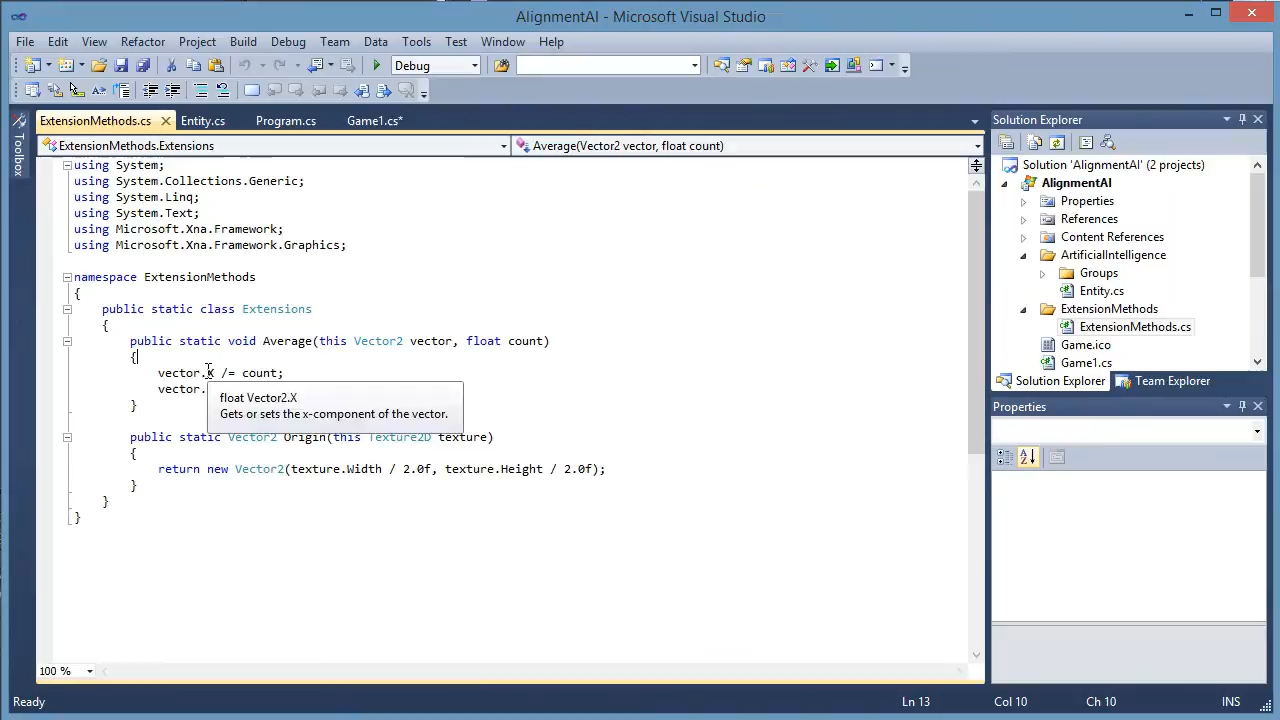 AlignmentAI - Microsoft Visual Studio
File Edit View Refactor Project Build Debug Team Data Tools Test Window Help
Debug
Toolbox
ExtensionMethods.cs Entity.cs Program.cs Game1.cs*
ExtensionMethods.Extensions Average(Vector2 vector, float count)
using System;
using System.Collections.Generic;
using System.Linq;
using System.Text;
using Microsoft.Xna.Framework;
using Microsoft.Xna.Framework.Graphics;
namespace ExtensionMethods
{
public static class Extensions
{
public static void Average(this Vector2 vector, float count)
{
vector.X /= count;
vector.
float Vector2.X
Gets or sets the x-component of the vector.
}
public static Vector2 Origin(this Texture2D texture)
{
return new Vector2(texture.Width / 2.0f, texture.Height / 2.0f);
}
}
}
100 %
Solution Explorer
Solution 'AlignmentAI' (2 projects)
AlignmentAI
Properties
References
Content References
ArtificialIntelligence
Groups
Entity.cs
ExtensionMethods
ExtensionMethods.cs
Game.ico
Game1.cs
Solution Explorer Team Explorer
Properties
Ready Ln 13 Col 10 Ch 10 INS